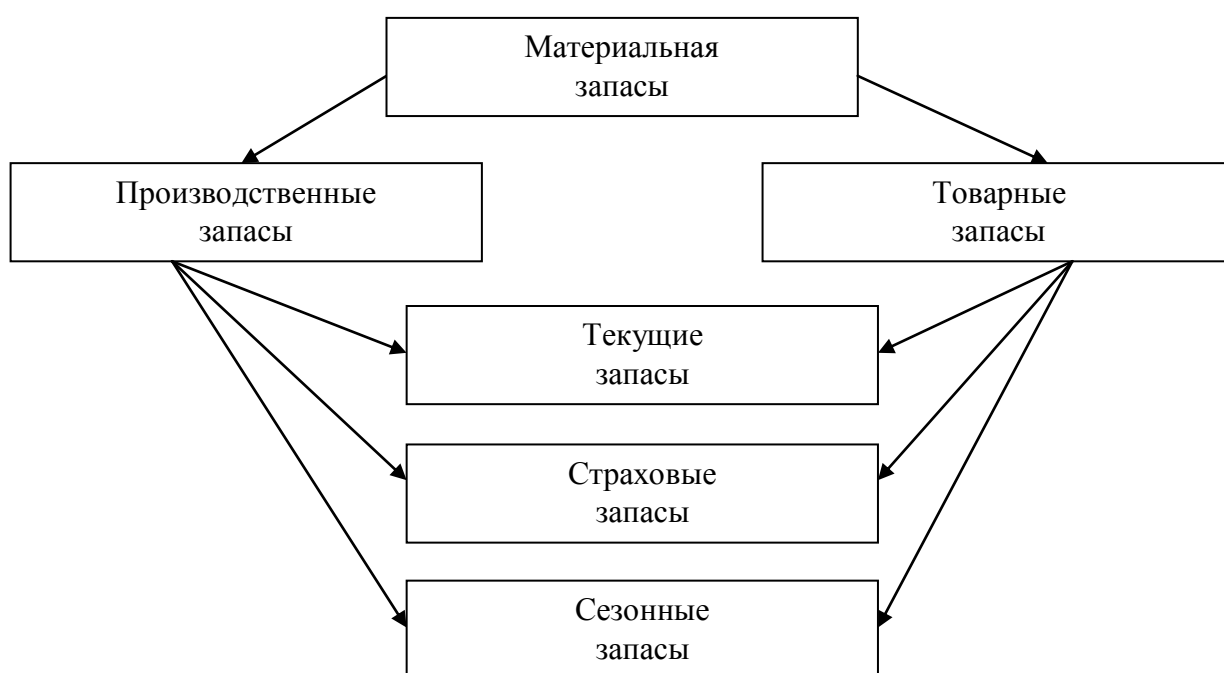 Материальная
запасы
Производственные
запасы
Товарные
запасы
Текущие
запасы
Страховые
запасы
Сезонные
запасы